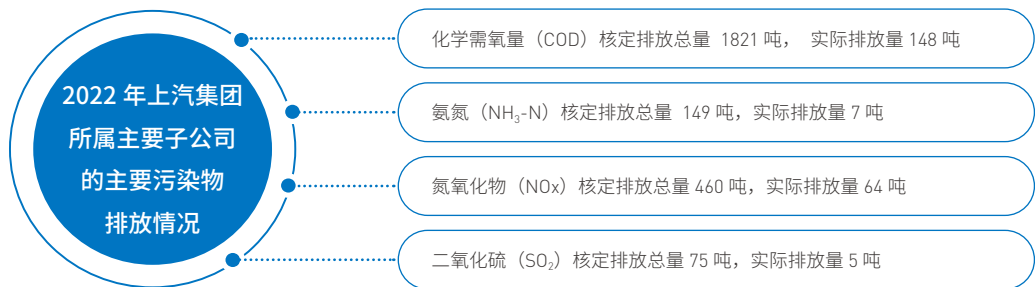 2022 年上汽集团
所属主要子公司
的主要污染物
排放情况
化学需氧量（COD）核定排放总量 1821 吨， 实际排放量 148 吨
氨氮（NH₃-N）核定排放总量 149 吨，实际排放量 7 吨
氮氧化物（NOx）核定排放总量 460 吨，实际排放量 64 吨
二氧化硫（SO₂）核定排放总量 75 吨，实际排放量 5 吨